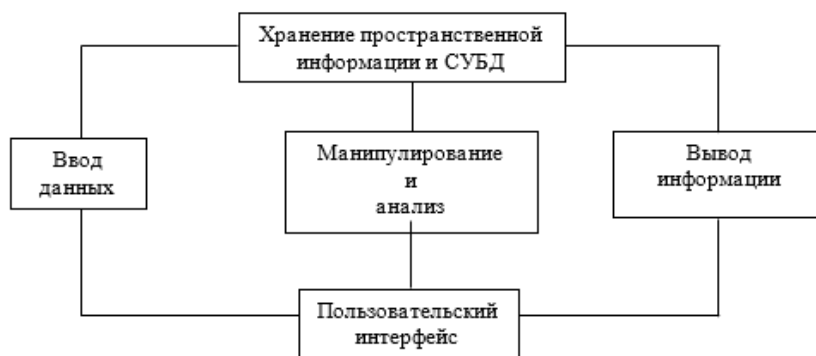 Хранение пространственной
информации и СУБД
Ввод
данных
Манипулирование
и
анализ
Вывод
информации
Пользовательский
интерфейс